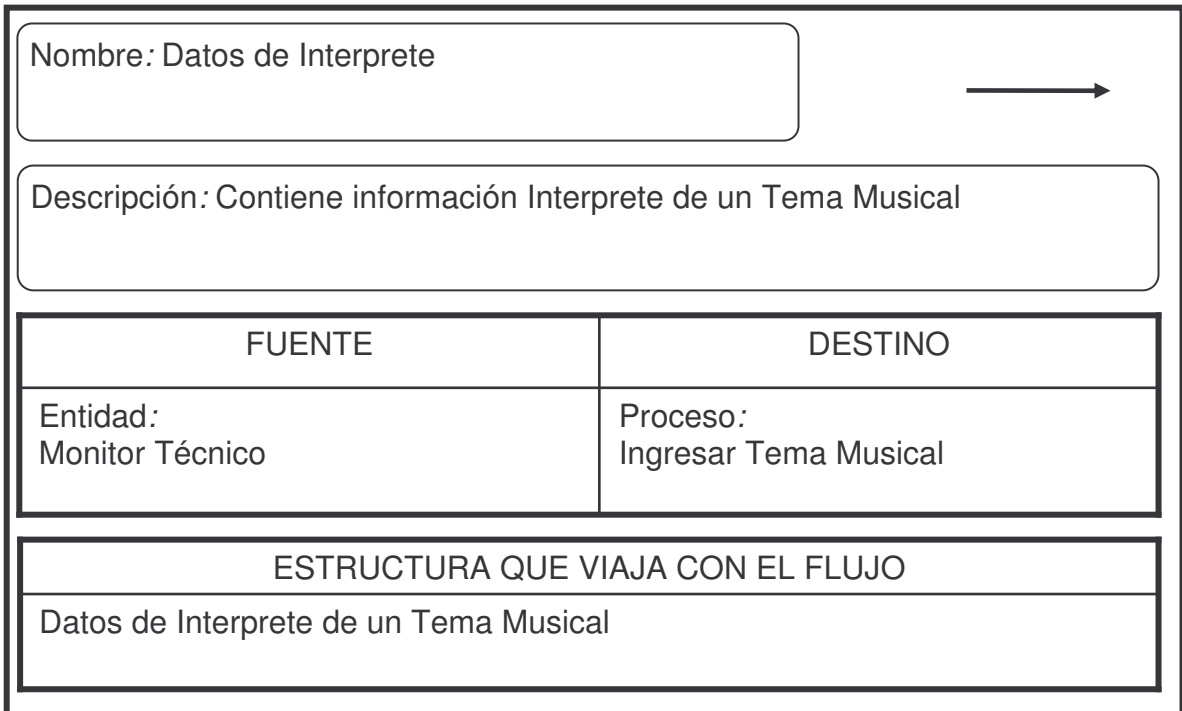 Nombre: Datos de Interprete
Descripción: Contiene información Interprete de un Tema Musical
FUENTE
DESTINO
Entidad:
Monitor Técnico
Proceso:
Ingresar Tema Musical
ESTRUCTURA QUE VIAJA CON EL FLUJO
Datos de Interprete de un Tema Musical